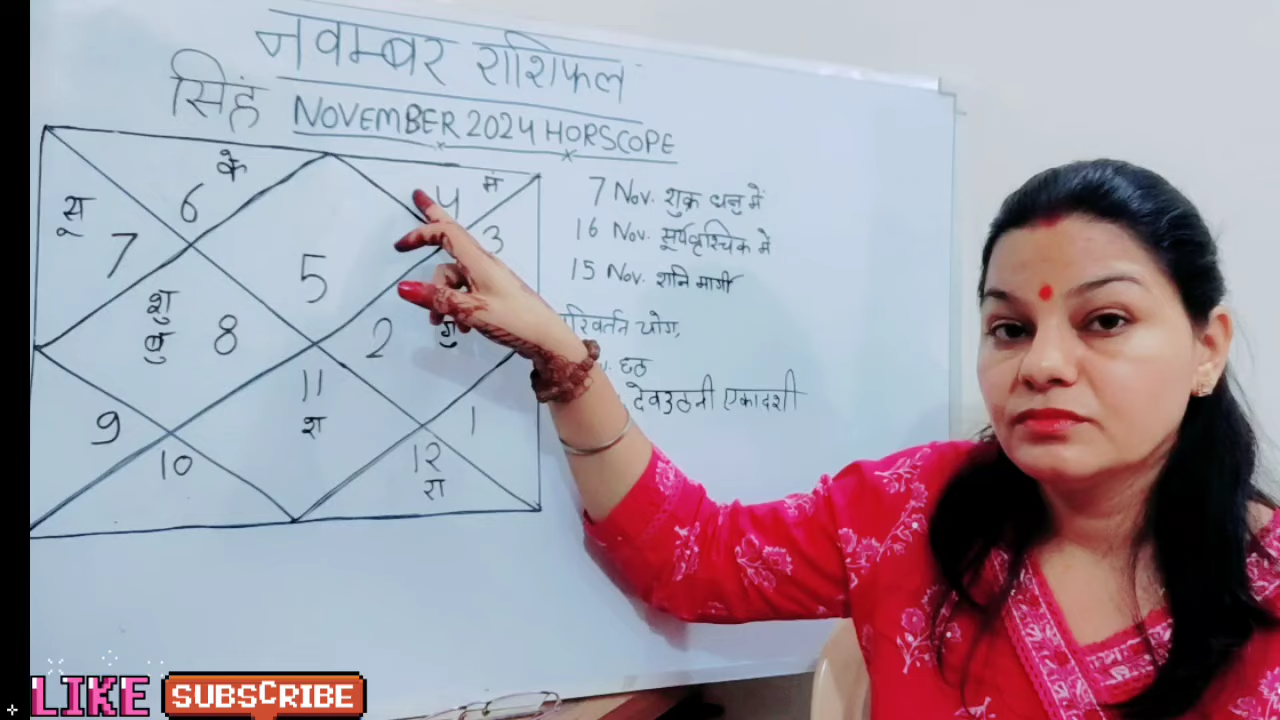 नवम्बर राशिफल
सिहं NOVEMBER 2024 HORSCOPE
के
6
सू
7
5
4 मं
3
शु
बु 8
2
गु
11
श
9
10
12
रा
1
7 Nov. शुक्र धनु में
16 Nov. सूर्य वृश्चिक में
15 Nov. शनि मार्गी
रिवर्तन योग,
छठ
देवउठनी एकादशी
LIKE SUBSCRIBE